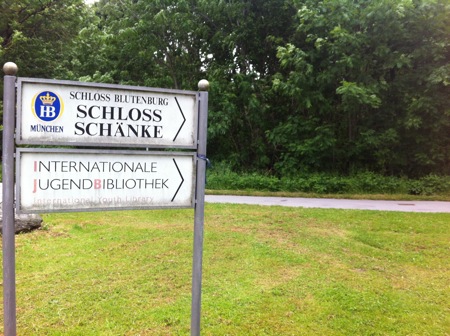 SCHLOSS BLUTENBURG
SCHLOSS
SCHÄNKE
HB
MÜNCHEN
INTERNATIONALE
JUGENDBIBLIOTHEK
International Youth Library